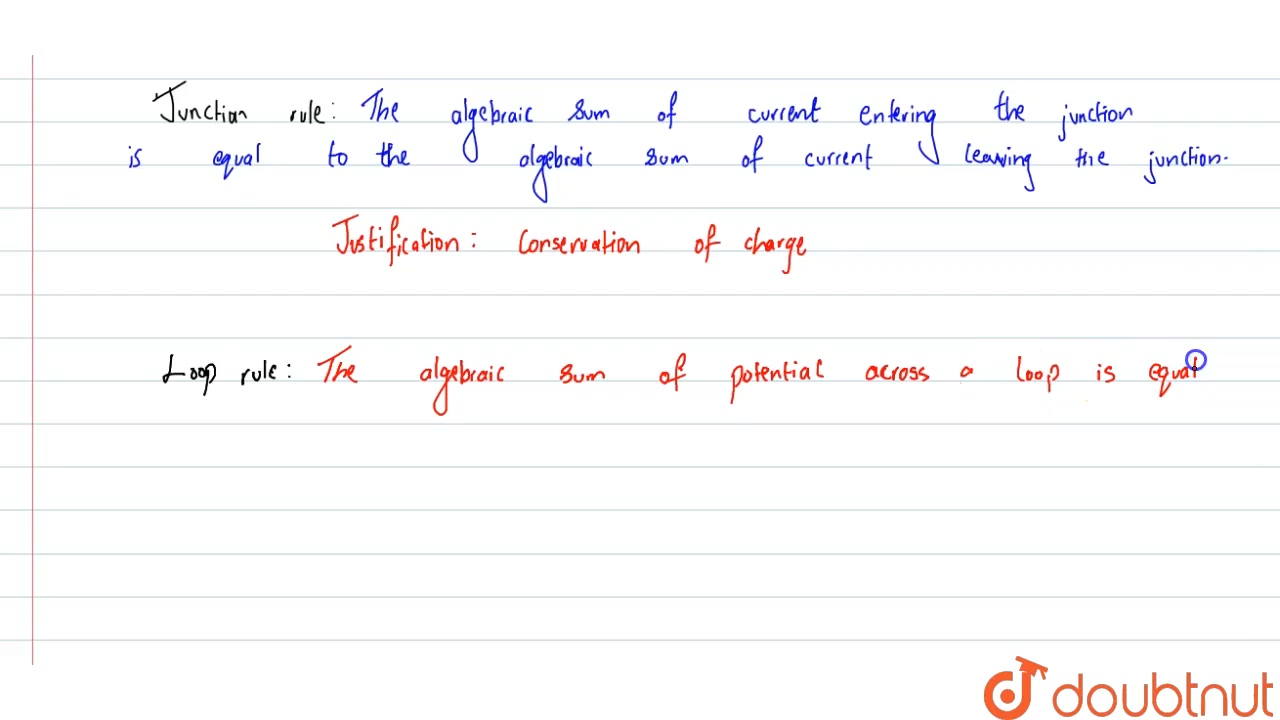 Junction rule: The algebraic sum of current entering the junction
is equal to the algebraic sum of current leaving the junction.
Justification: Conservation of charge
Loop rule: The algebraic sum of potential across a loop is equal
doubtnut